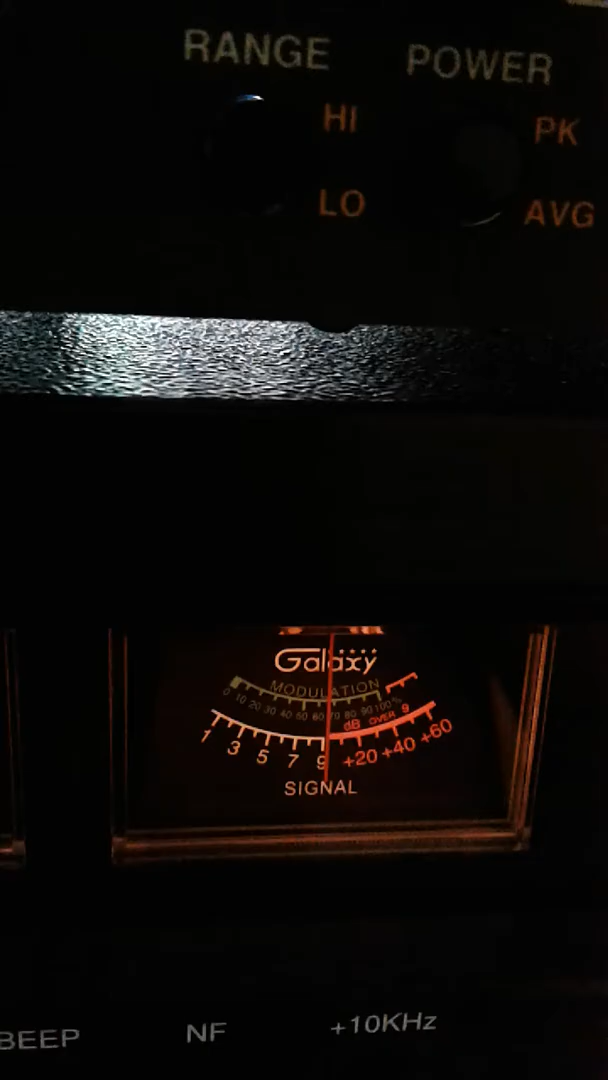 RANGE POWER
HI PK
LO AVG
Galaxy
MODULATION
0 10 20 30 40 50 60 70 80 90 100 %
dB OVER 9
1 3 5 7 9 +20 +40 +60
SIGNAL
BEEP NF +10KHz